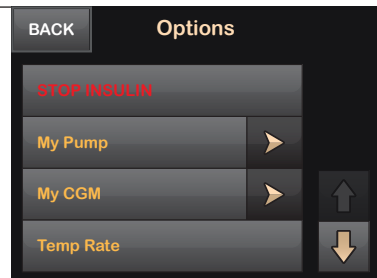 BACK
Options
STOP INSULIN
My Pump
My CGM
Temp Rate